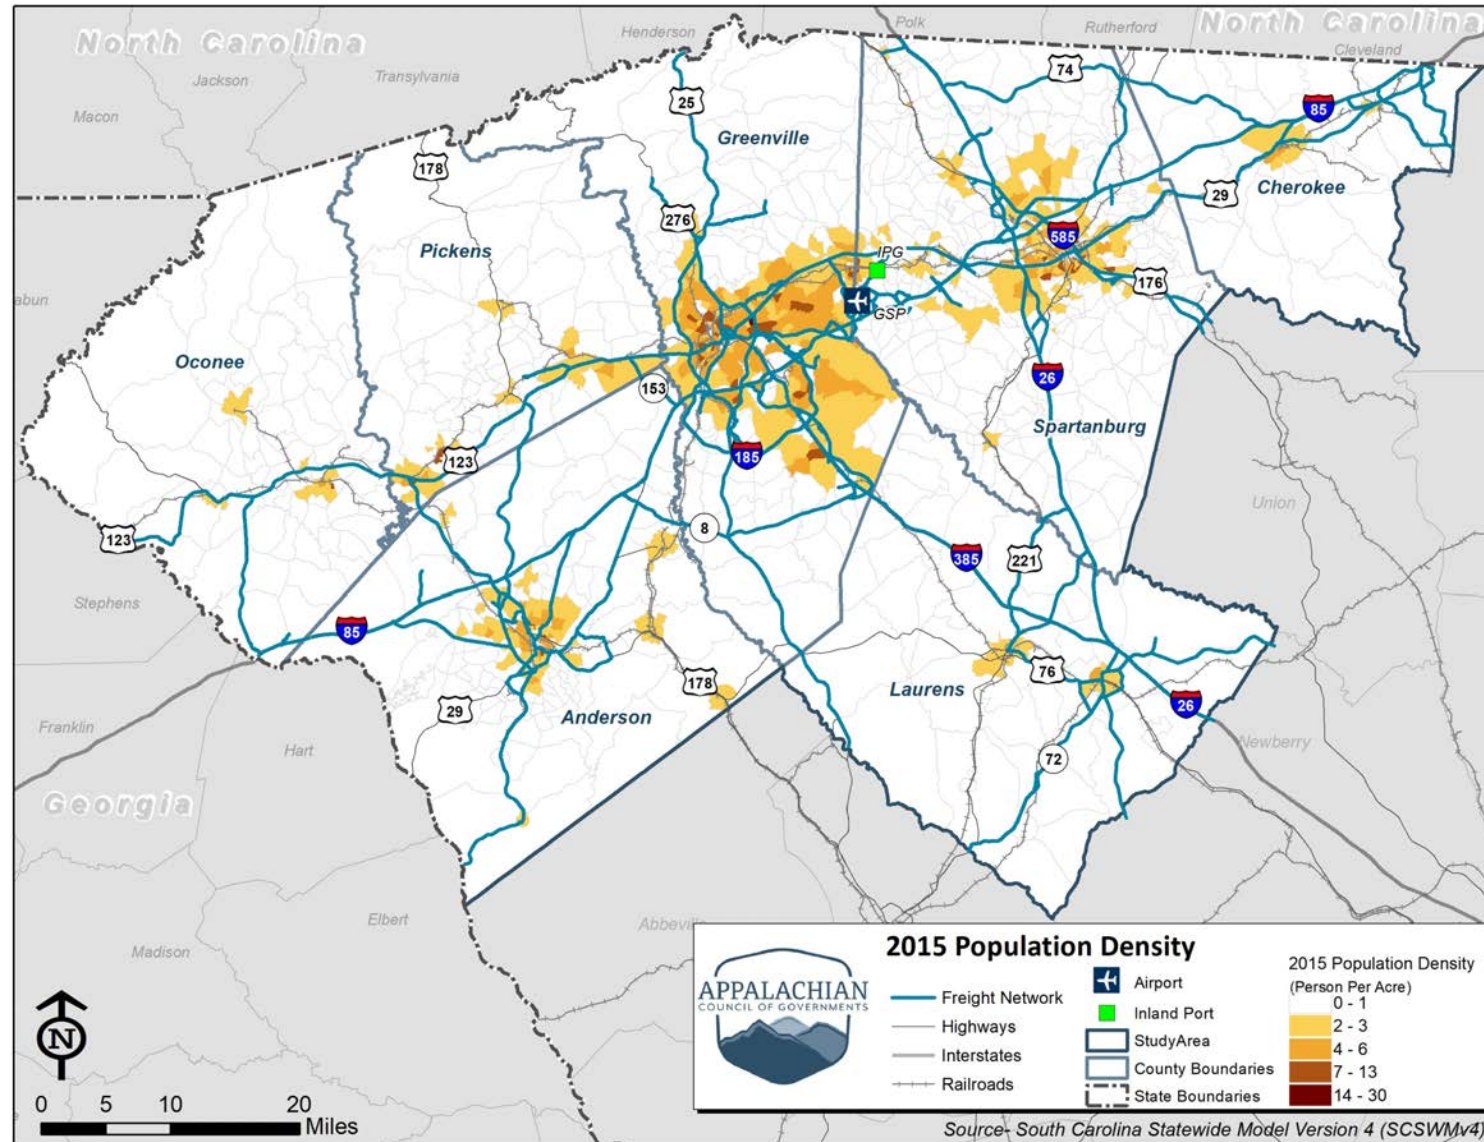 North Carolina
North Carolina
Polk
Henderson
Rutherford
Cleveland
Jackson
Transylvania
Macon
74
25
85
Greenville
178
Cherokee
29
276
585
Pickens
IPG
176
abun
GSP
Oconee
153
26
Spartanburg
123
185
Union
8
123
385
221
Stephens
85
76
178
Laurens
29
26
Anderson
Franklin
Newberry
Hart
72
Georgia
Elbert
Abbeville
Madison
2015 Population Density
APPALACHIAN
COUNCIL OF GOVERNMENTS
Freight Network
Highways
Interstates
Railroads
Airport
Inland Port
StudyArea
County Boundaries
State Boundaries
2015 Population Density
(Person Per Acre)
0 - 1
2 - 3
4 - 6
7 - 13
14 - 30
N
0 5 10 20
Miles
Source- South Carolina Statewide Model Version 4 (SCSWMv4)